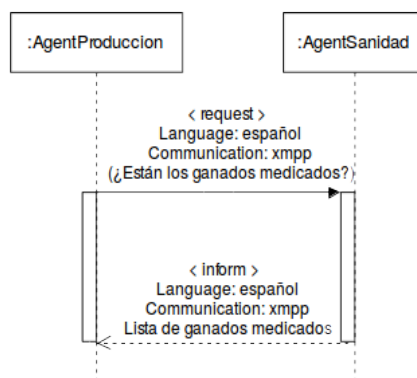 :AgentProduccion
:AgentSanidad
< request >
Language: español
Communication: xmpp
(¿Están los ganados medicados?)
< inform >
Language: español
Communication: xmpp
Lista de ganados medicados